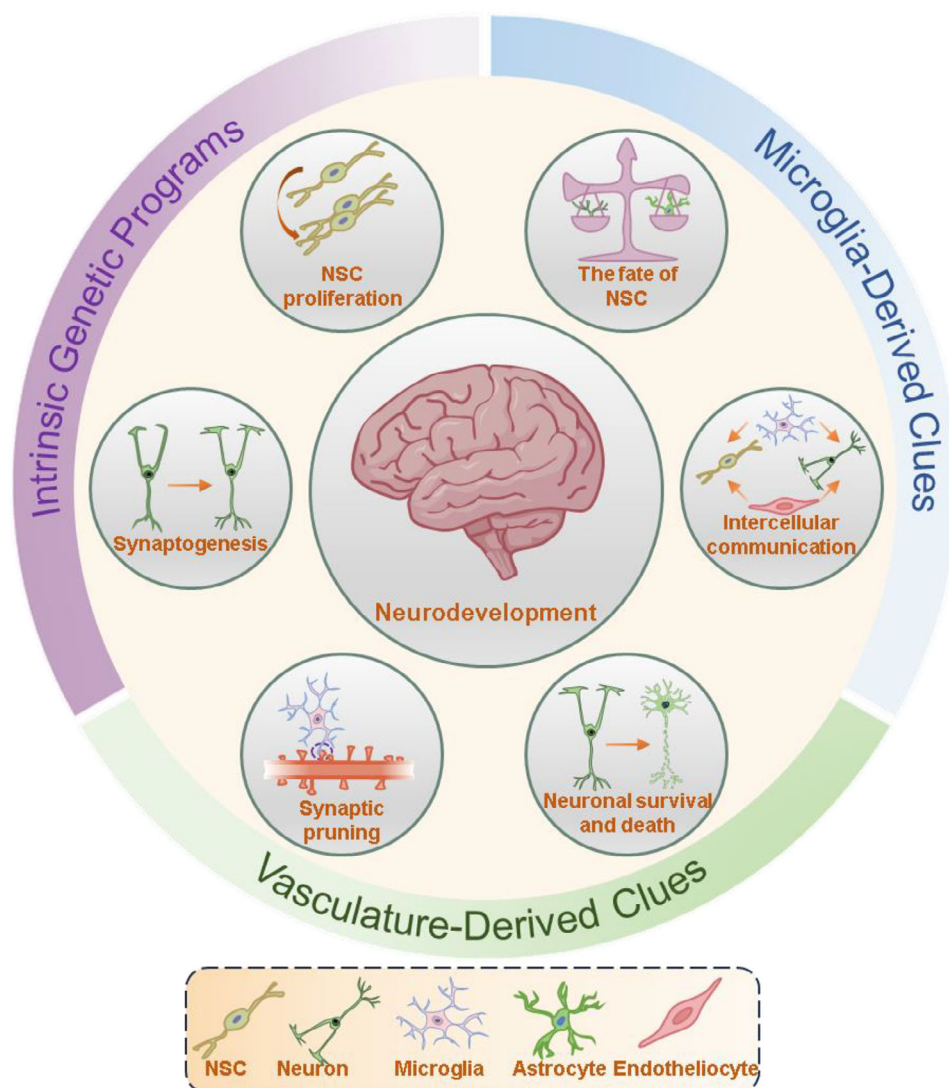 Intrinsic Genetic Programs
Microglia-Derived Clues
NSC
proliferation
The fate of
NSC
Synaptogenesis
Intercellular
communication
Neurodevelopment
Synaptic
pruning
Neuronal survival
and death
Vasculature-Derived Clues
NSC
Neuron
Microglia
Astrocyte
Endotheliocyte